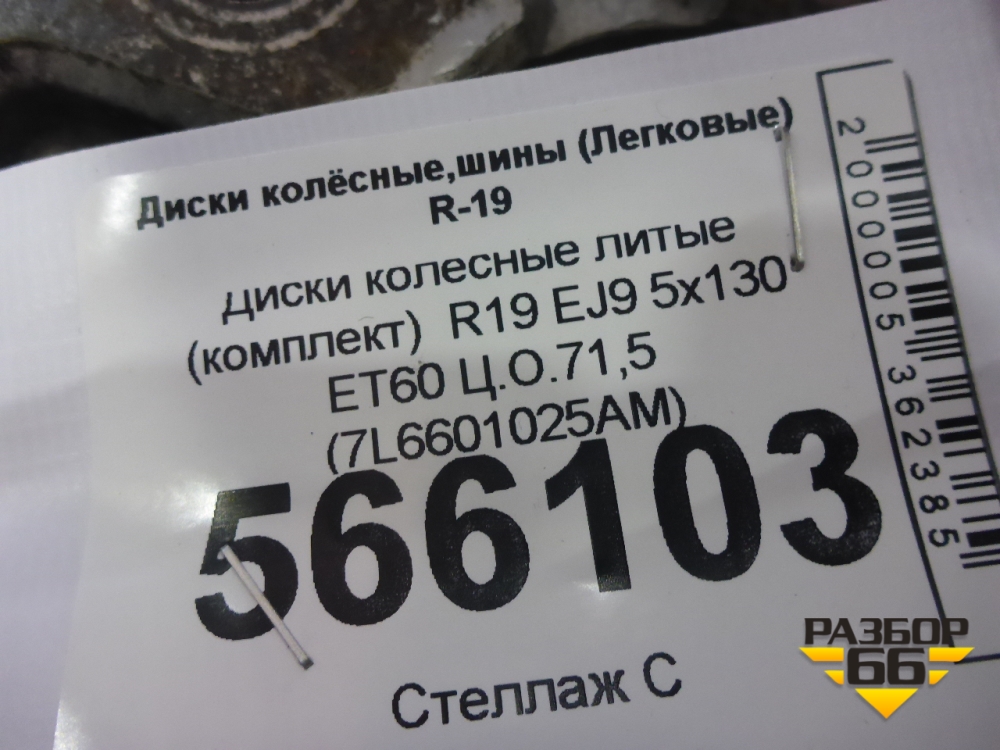 Диски колёсные,шины (Легковые)
R-19
диски колесные литые
(комплект) R19 EJ9 5x130
ET60 Ц.О.71,5
(7L6601025AM)
566103
Стеллаж С
2000005362385
РАЗБОР
66